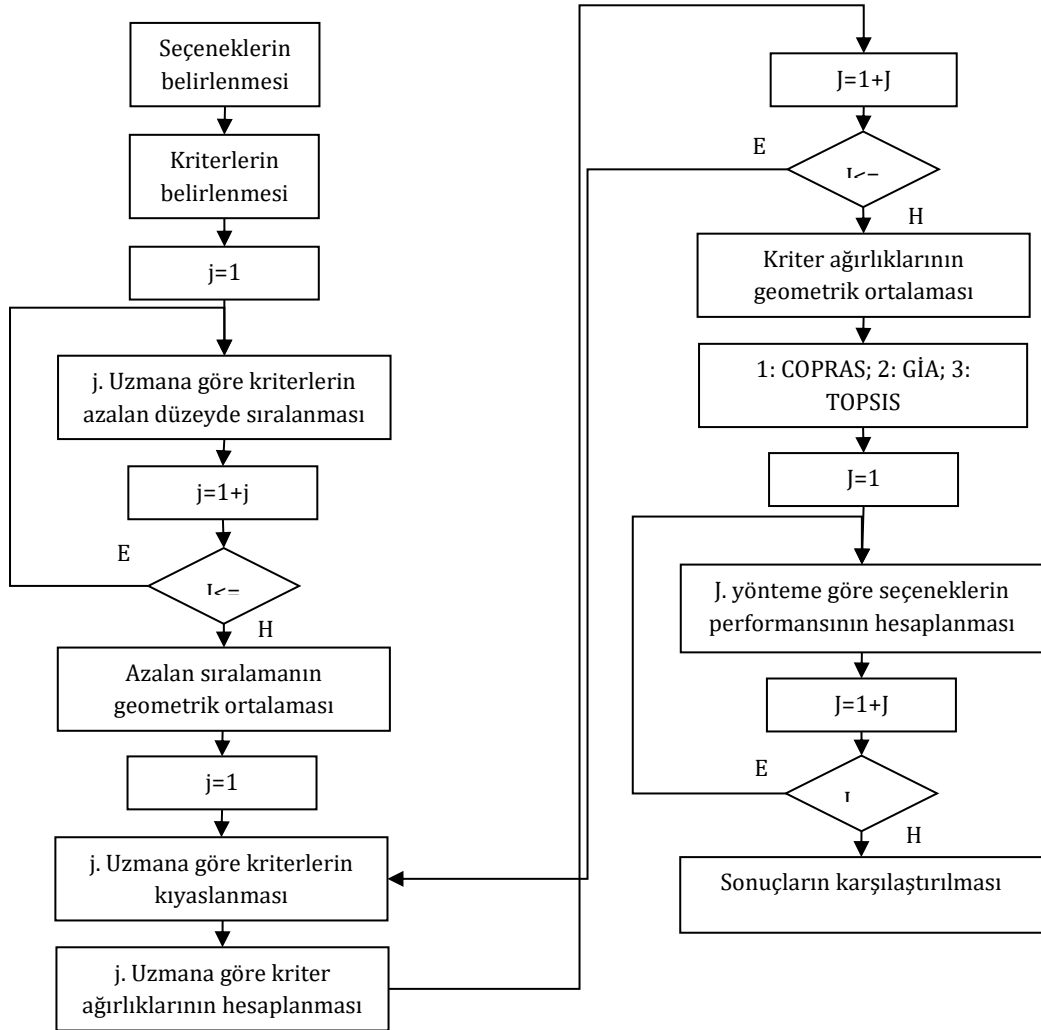 Seçeneklerin
belirlenmesi
Kriterlerin
belirlenmesi
j=1
j. Uzmana göre kriterlerin
azalan düzeyde sıralanması
j=1+j
E
H
Azalan sıralamanın
geometrik ortalaması
j=1
j. Uzmana göre kriterlerin
kıyaslanması
j. Uzmana göre kriter
ağırlıklarının hesaplanması
J=1+J
E
H
Kriter ağırlıklarının
geometrik ortalaması
1: COPRAS; 2: GİA; 3:
TOPSIS
J=1
J. yönteme göre seçeneklerin
performansının hesaplanması
J=1+J
E
H
Sonuçların karşılaştırılması